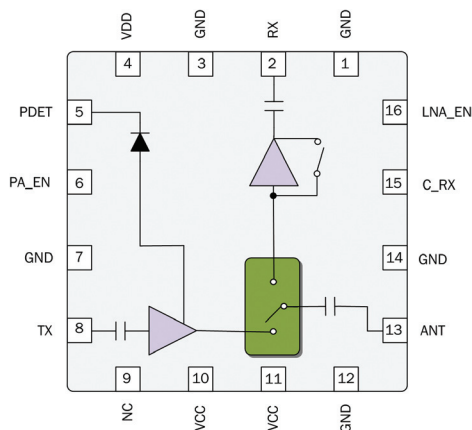 VDD
GND
RX
GND
4
3
2
1
PDET 5
16 LNA_EN
PA_EN 6
15 C_RX
GND 7
14 GND
TX 8
13 ANT
9
10
11
12
NC
VCC
VCC
GND